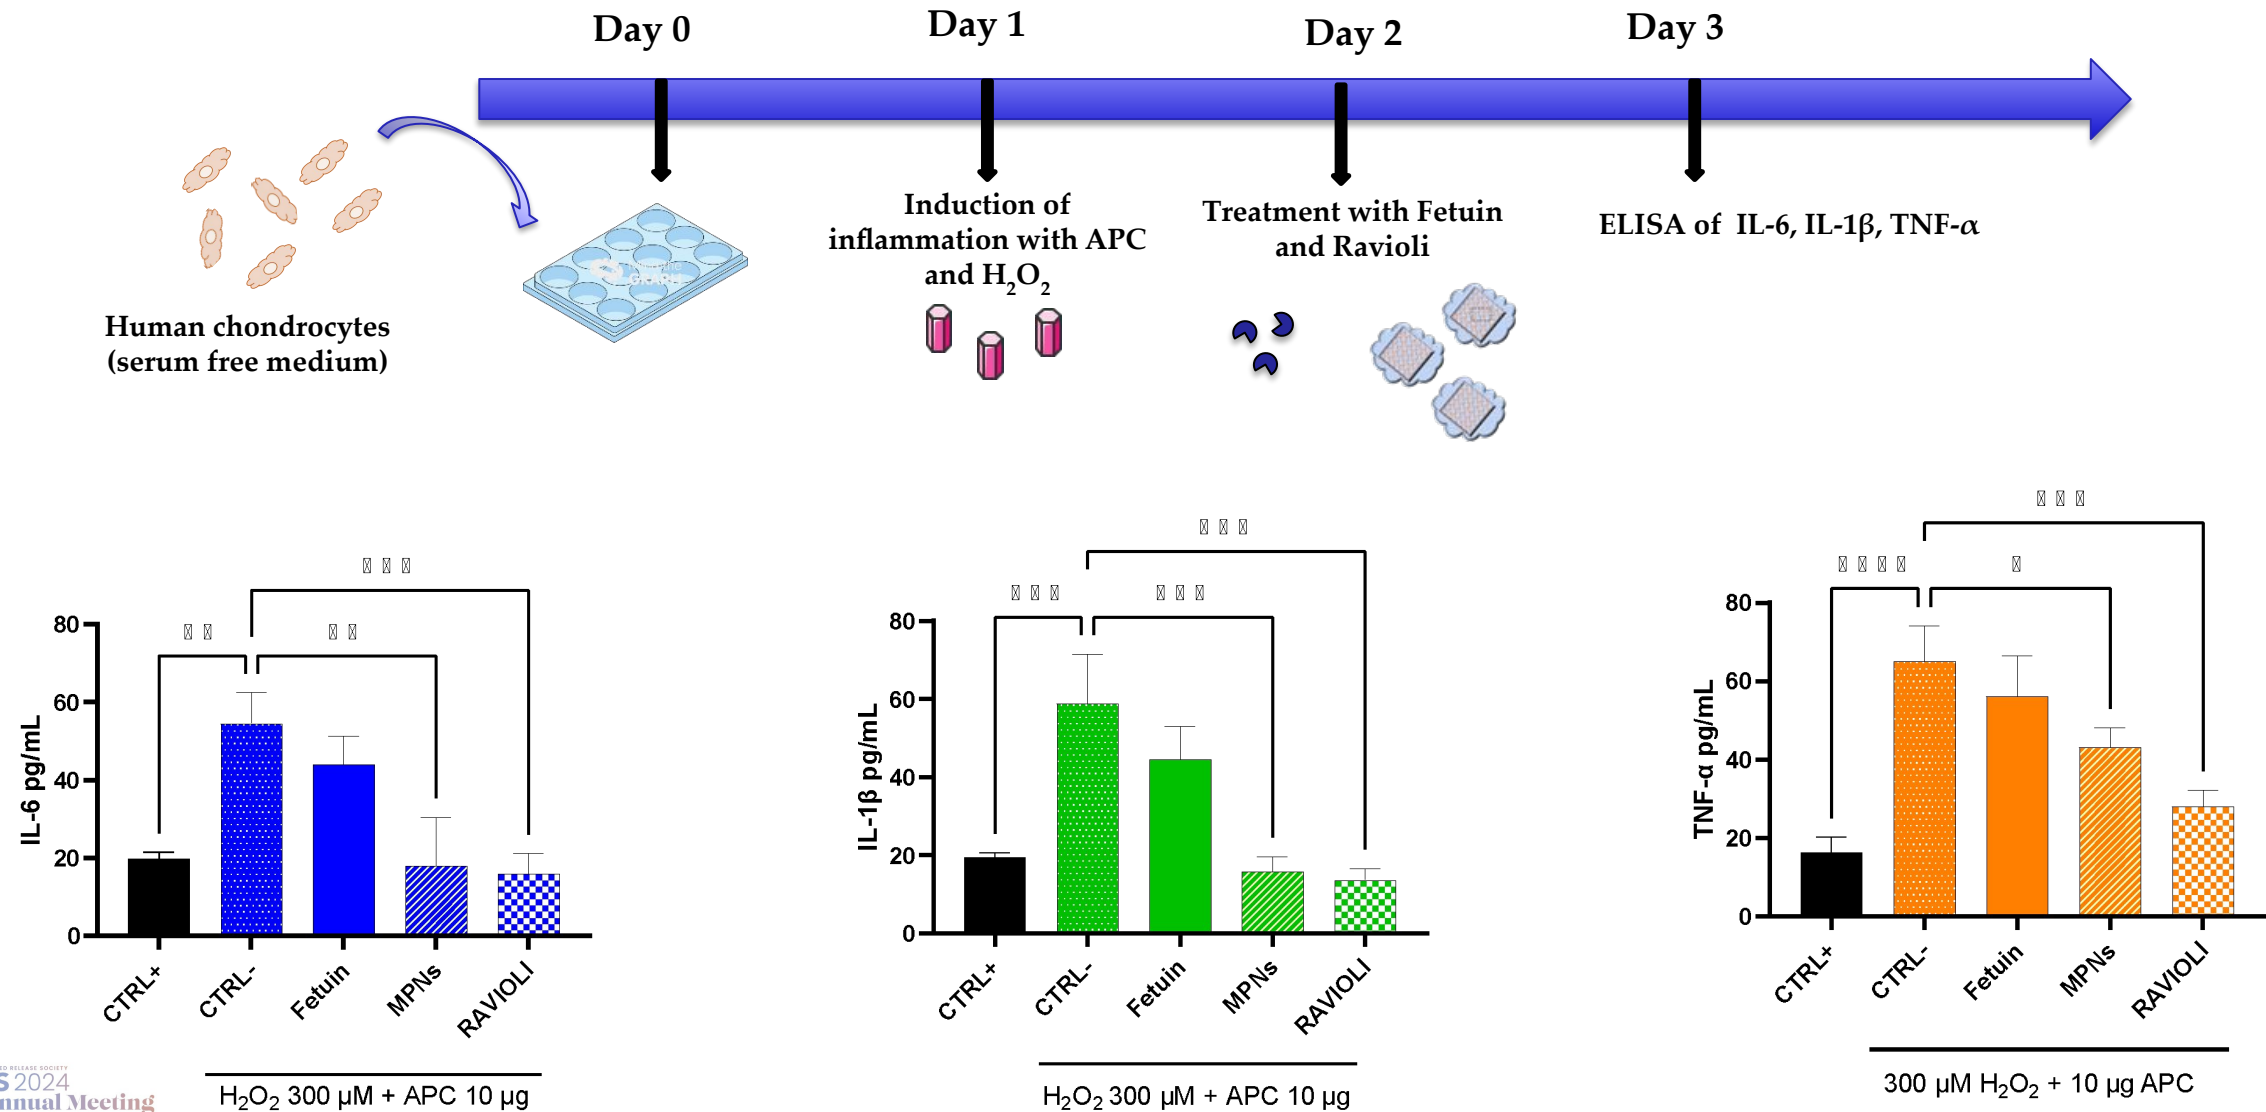 Day 0
Day 1
Day 2
Day 3
Human chondrocytes
(serum free medium)
Induction of
inflammation with APC
and H₂O₂
Treatment with Fetuin
and Ravioli
ELISA of IL-6, IL-1β, TNF-α
IL-6 pg/mL
80
60
40
20
0
CTRL+
CTRL-
Fetuin
MPNs
RAVIOLI
H₂O₂ 300 µM + APC 10 µg
IL-1β pg/mL
80
60
40
20
0
CTRL+
CTRL-
Fetuin
MPNs
RAVIOLI
H₂O₂ 300 µM + APC 10 µg
TNF-α pg/mL
80
60
40
20
0
CTRL+
CTRL-
Fetuin
MPNs
RAVIOLI
300 µM H₂O₂ + 10 µg APC
RELEASE SOCIETY
S 2024
nnual Meeting